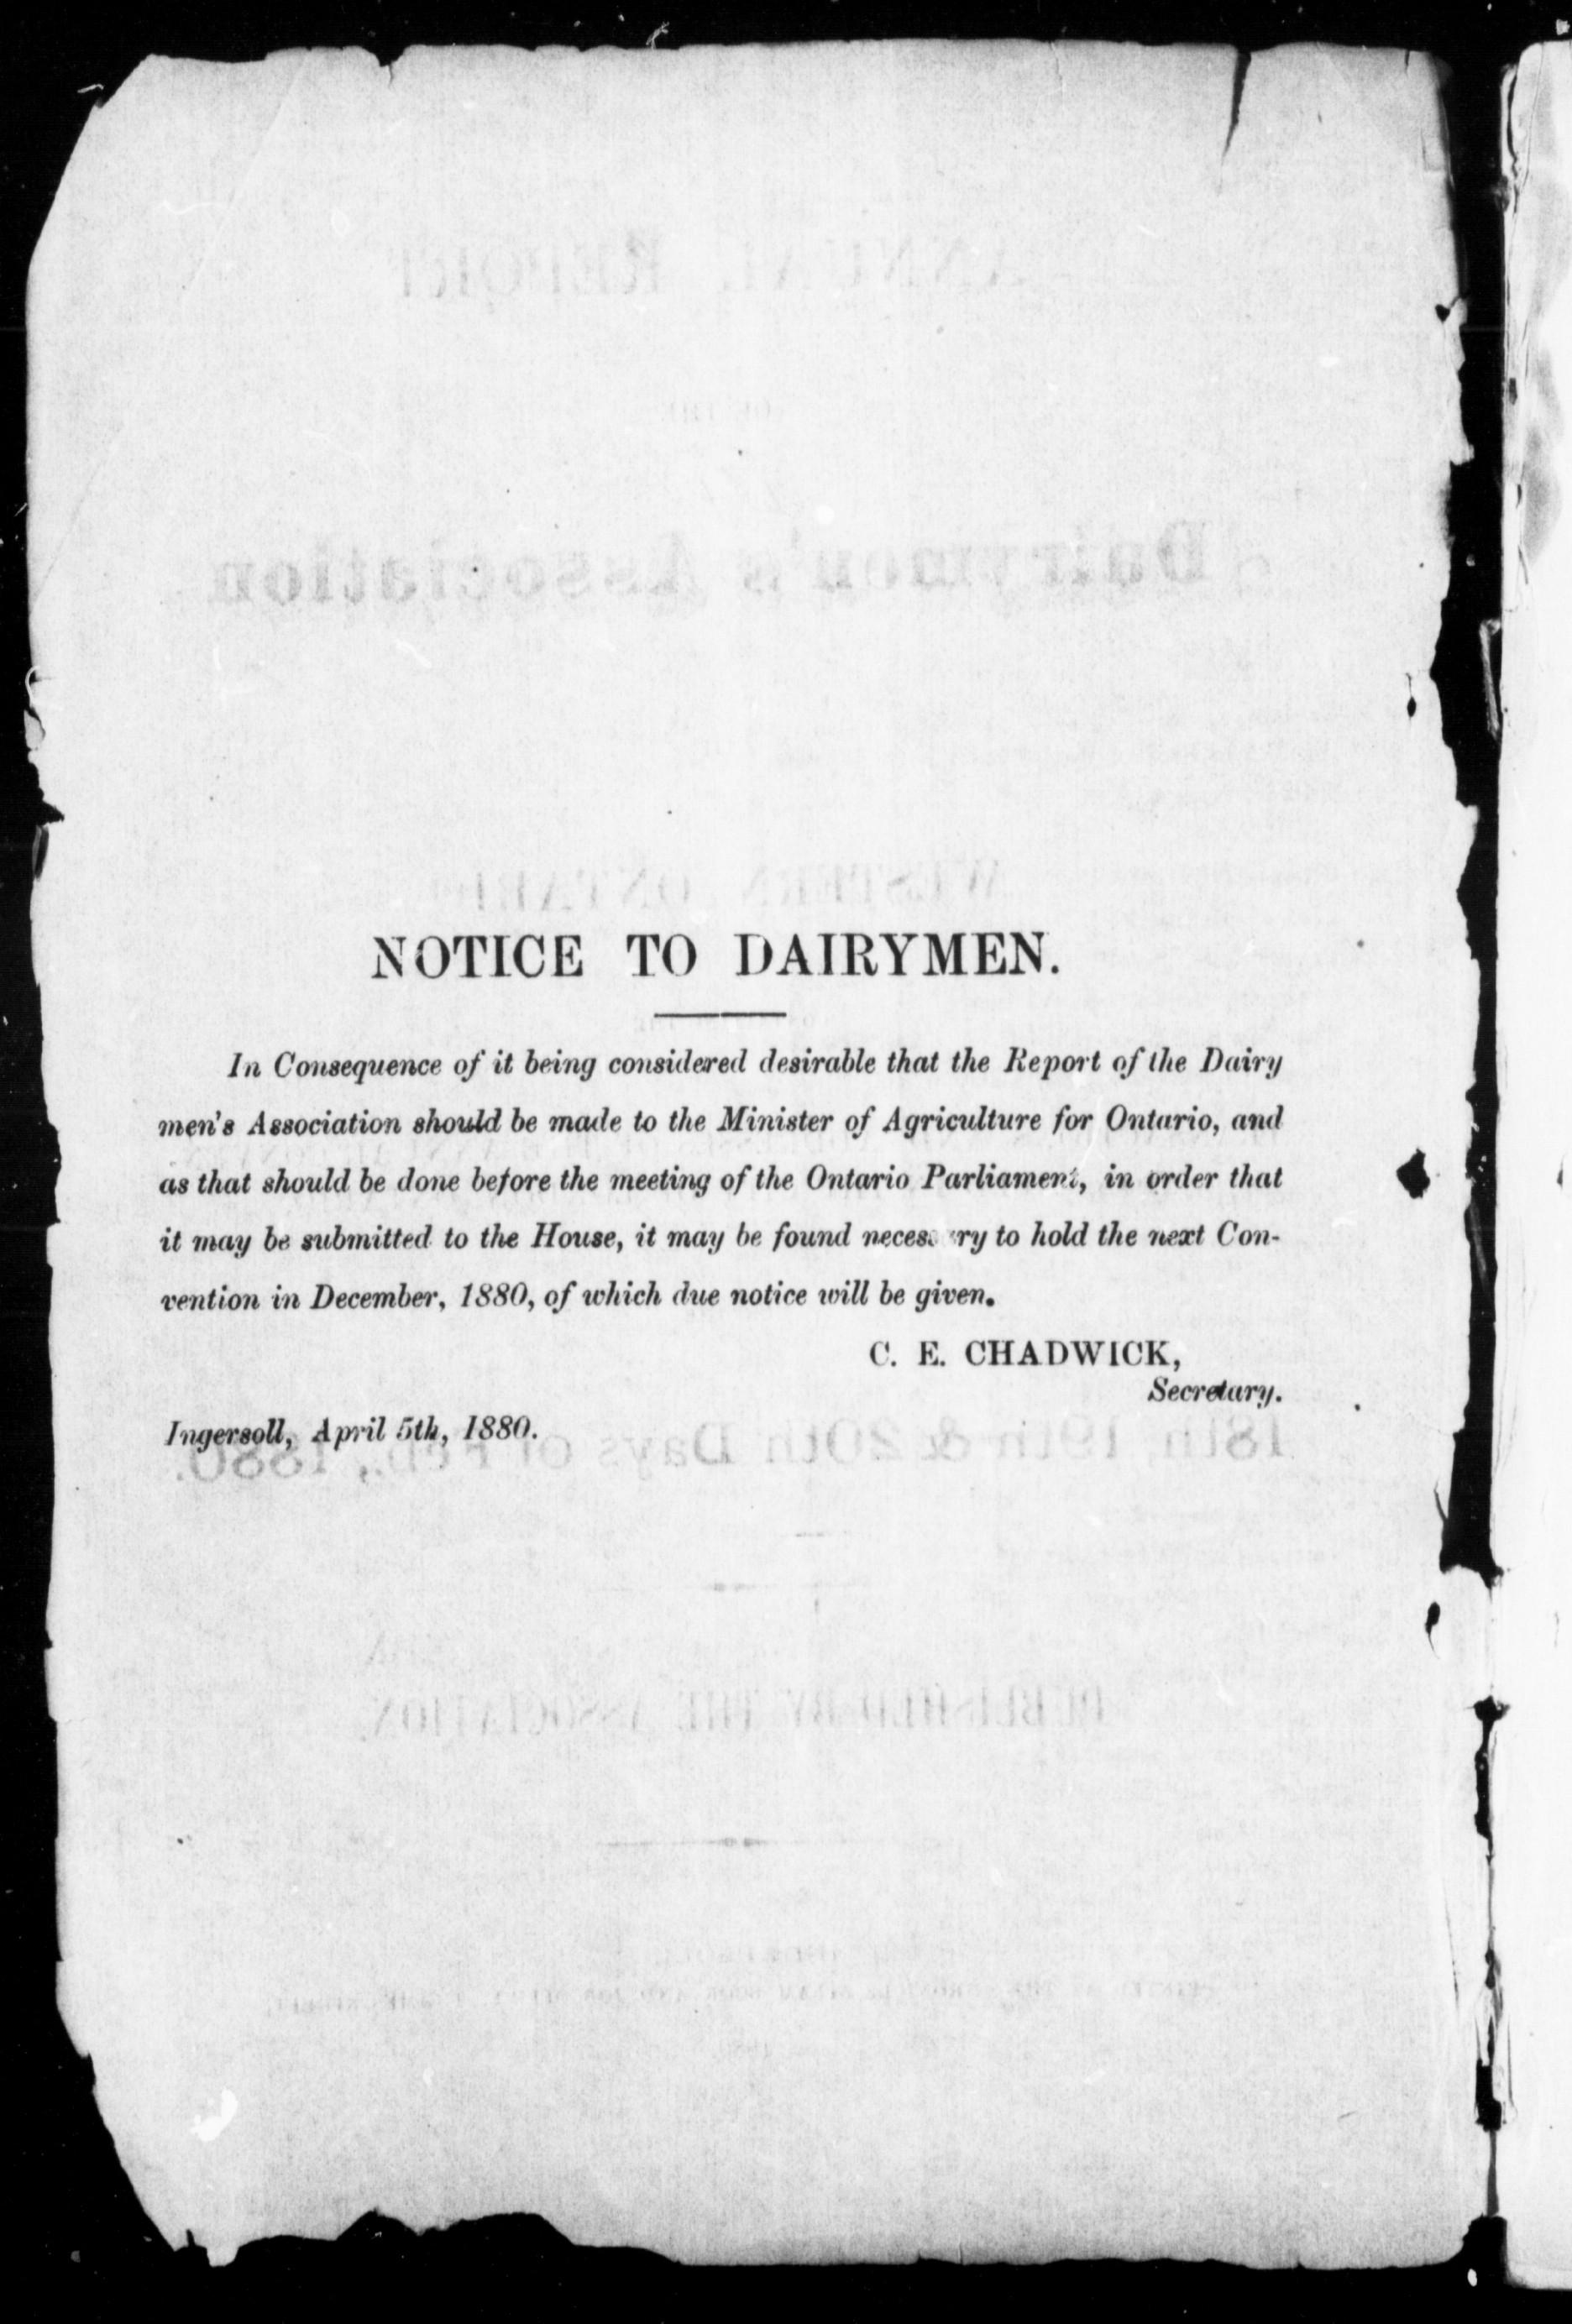 NOTICE TO DAIRYMEN.
In Consequence of it being considered desirable that the Report of the Dairy
men's Association should be made to the Minister of Agriculture for Ontario, and
as that should be done before the meeting of the Ontario Parliament, in order that
it may be submitted to the House, it may be found necessary to hold the next Con-
vention in December, 1880, of which due notice will be given.
C. E. CHADWICK,
Secretary.
Ingersoll, April 5th, 1880.